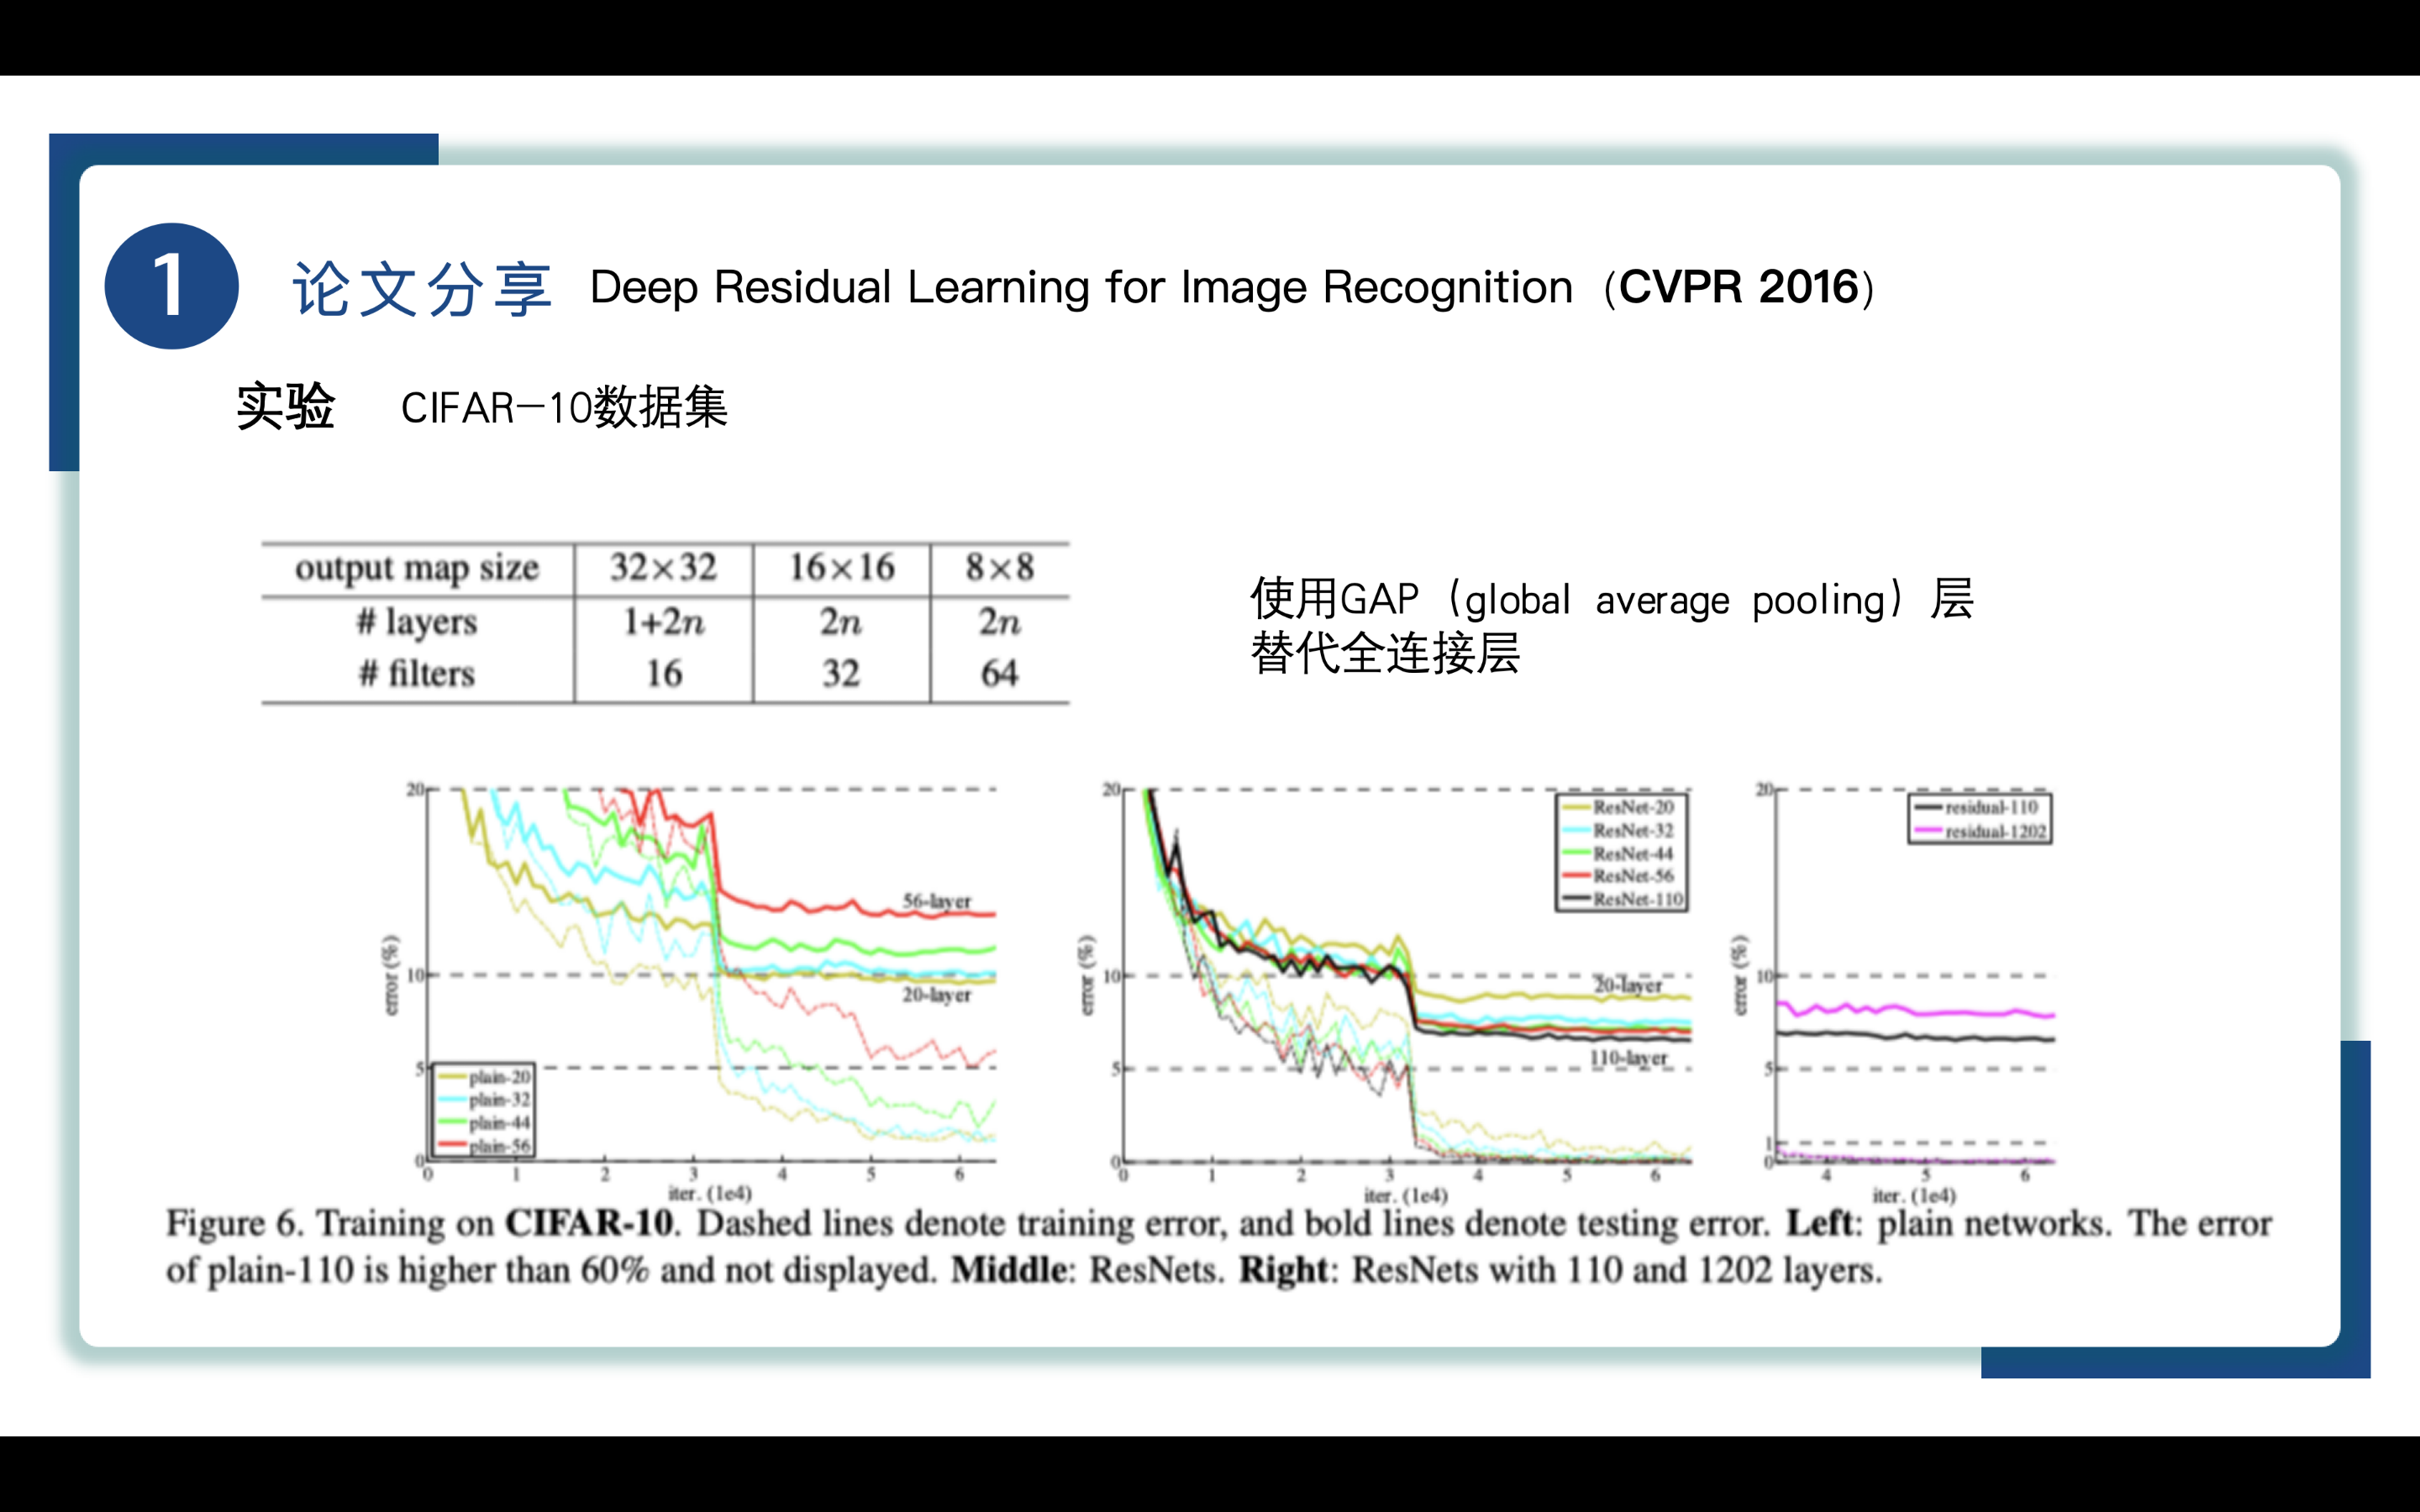 1 论文分享 Deep Residual Learning for Image Recognition（CVPR 2016）
实验 CIFAR—10数据集
output map size 32×32 16×16 8×8
# layers 1+2n 2n 2n
# filters 16 32 64
使用GAP（global average pooling）层
替代全连接层
20
10
5
0
error (%)
56-layer
20-layer
plain-20
plain-32
plain-44
plain-56
0 1 2 3 4 5 6
iter. (1e4)
20
10
5
0
error (%)
ResNet-20
ResNet-32
ResNet-44
ResNet-56
ResNet-110
20-layer
110-layer
0 1 2 3 4 5 6
iter. (1e4)
20
10
5
1
0
error (%)
residual-110
residual-1202
4 5 6
iter. (1e4)
Figure 6. Training on CIFAR-10. Dashed lines denote training error, and bold lines denote testing error. Left: plain networks. The error
of plain-110 is higher than 60% and not displayed. Middle: ResNets. Right: ResNets with 110 and 1202 layers.